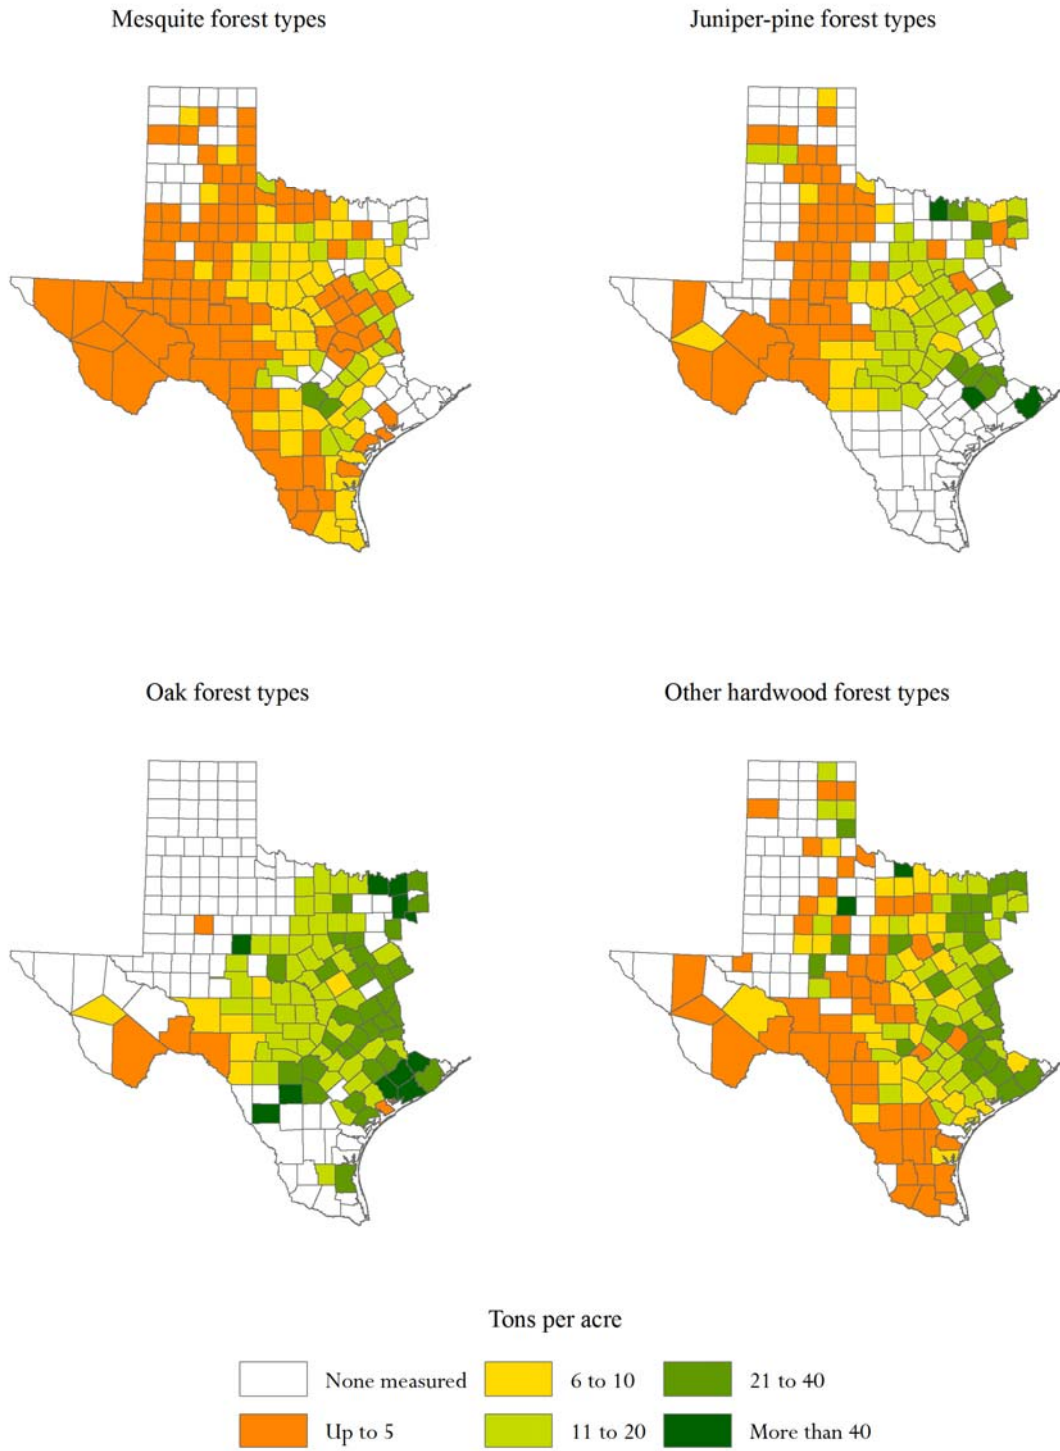 Mesquite forest types
Juniper-pine forest types
Oak forest types
Other hardwood forest types
Tons per acre
None measured
6 to 10
21 to 40
Up to 5
11 to 20
More than 40